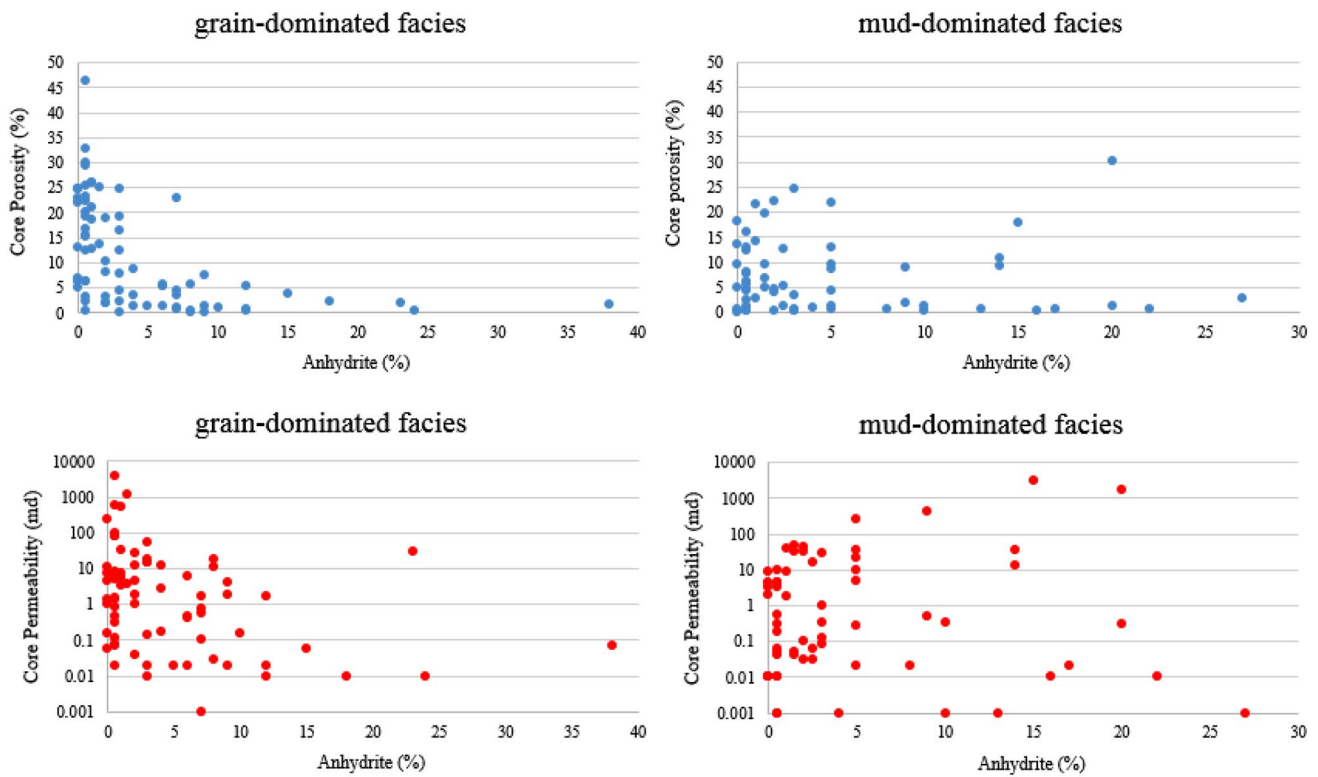 grain-dominated facies
50
45
40
35
30
25
20
15
10
5
0
Core Porosity (%)
0 5 10 15 20 25 30 35 40
Anhydrite (%)
mud-dominated facies
50
45
40
35
30
25
20
15
10
5
0
Core porosity (%)
0 5 10 15 20 25 30
Anhydrite (%)
grain-dominated facies
10000
1000
100
10
1
0.1
0.01
0.001
Core Permeability (md)
0 5 10 15 20 25 30 35 40
Anhydrite (%)
mud-dominated facies
10000
1000
100
10
1
0.1
0.01
0.001
Core Permeability (md)
0 5 10 15 20 25 30
Anhydrite (%)